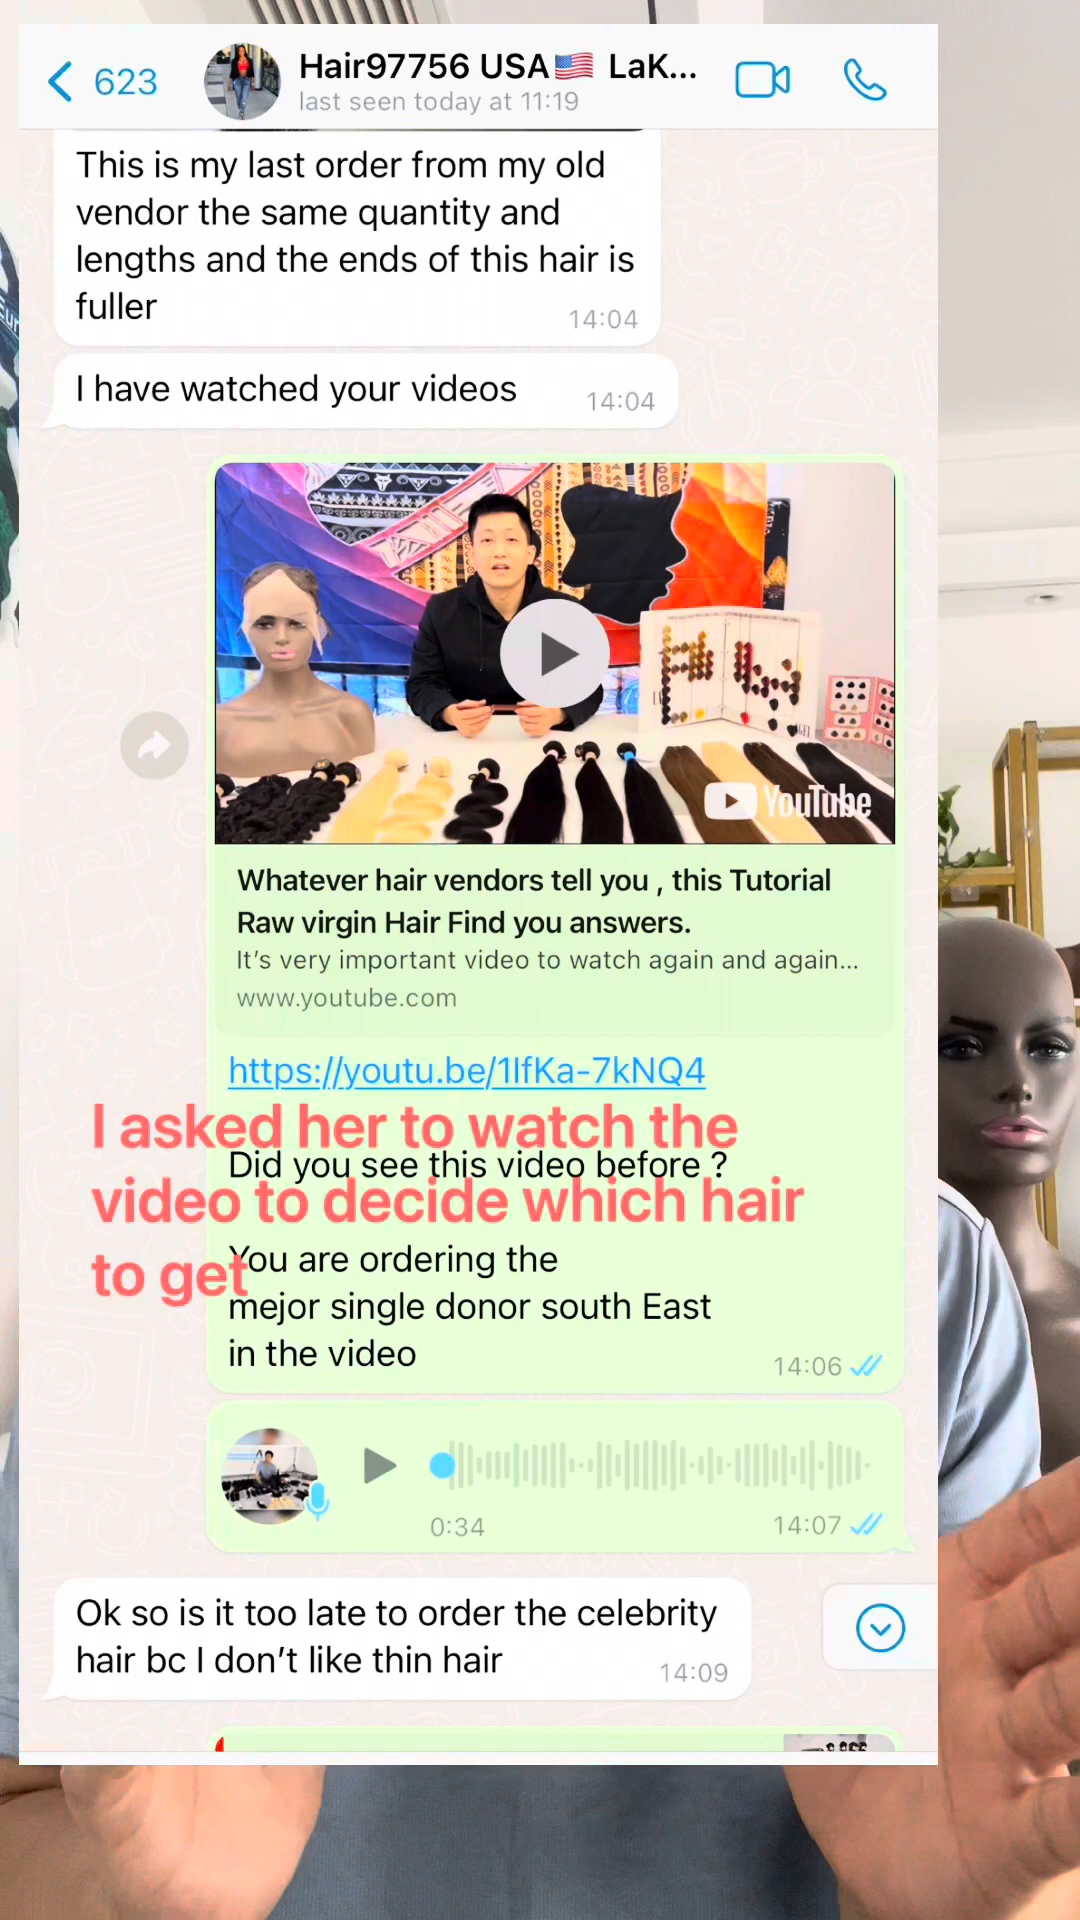 623
Hair97756 USA🇺🇸 LaK...
last seen today at 11:19
This is my last order from my old
vendor the same quantity and
lengths and the ends of this hair is
fuller
14:04
I have watched your videos
14:04
YouTube
Whatever hair vendors tell you , this Tutorial
Raw virgin Hair Find you answers.
It's very important video to watch again and again...
www.youtube.com
https://youtu.be/1IfKa-7kNQ4
I asked her to watch the
Did you see this video before ?
video to decide which hair
to get
You are ordering the
mejor single donor south East
in the video
14:06
0:34
14:07
Ok so is it too late to order the celebrity
hair bc I don't like thin hair
14:09